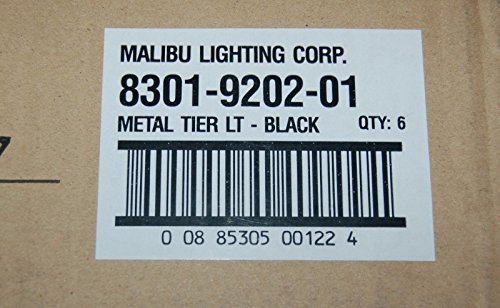 MALIBU LIGHTING CORP.
8301-9202-01
METAL TIER LT - BLACK QTY: 6
0 08 85305 00122 4